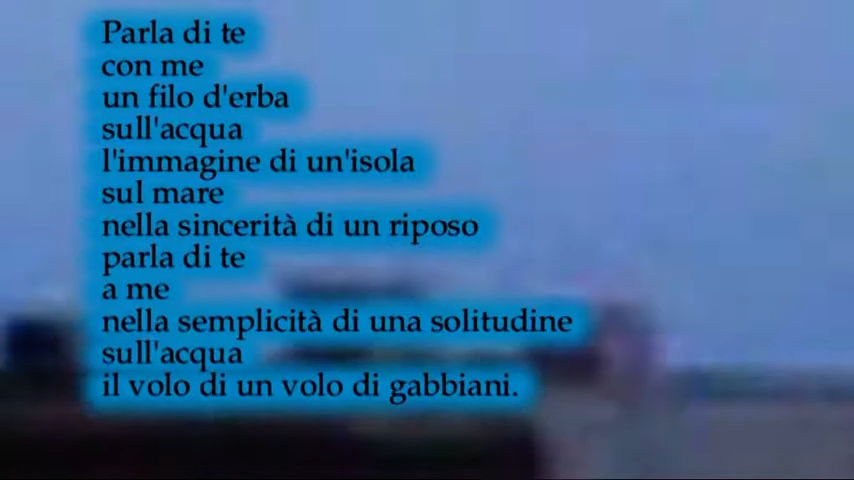 Parla di te
con me
un filo d'erba
sull'acqua
l'immagine di un'isola
sul mare
nella sincerità di un riposo
parla di te
a me
nella semplicità di una solitudine
sull'acqua
il volo di un volo di gabbiani.